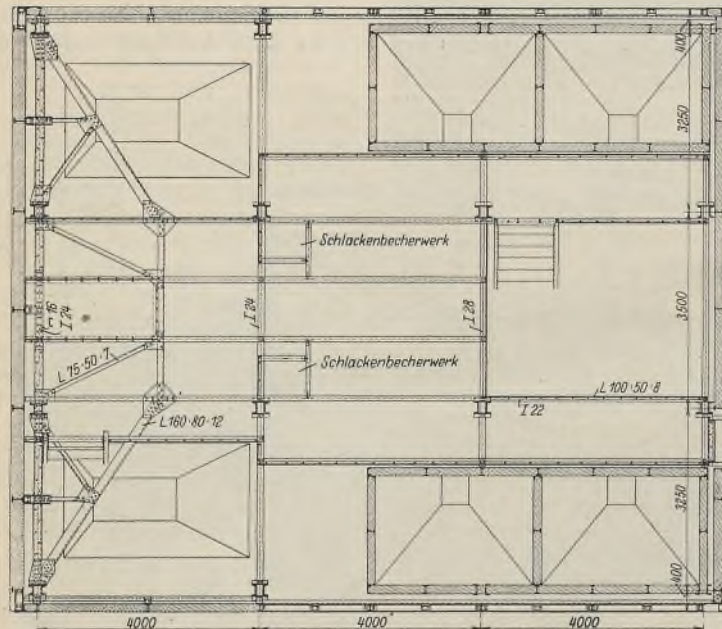 400
3250
Schlackenbecherwerk
⊏ 16
I 24
I 24
I 28
3500
L 75·50·7
Schlackenbecherwerk
L 100·50·8
I 22
L 160·80·12
3250
400
4000
4000
4000